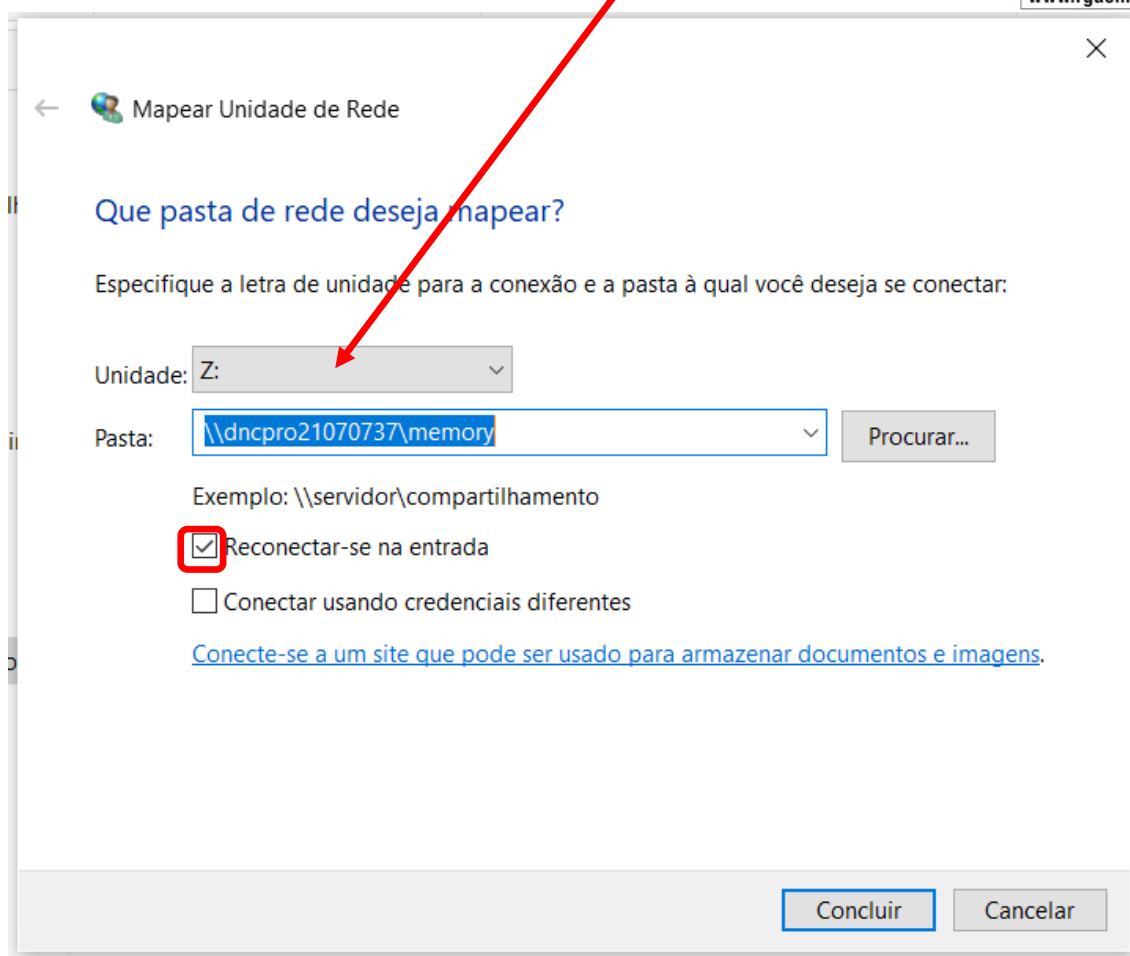 Mapear Unidade de Rede
Que pasta de rede deseja mapear?
Especifique a letra de unidade para a conexão e a pasta à qual você deseja se conectar:
Unidade: Z:
Pasta: \\dncpro21070737\memory Procurar...
Exemplo: \\servidor\compartilhamento
Reconectar-se na entrada
Conectar usando credenciais diferentes
Conecte-se a um site que pode ser usado para armazenar documentos e imagens.
Concluir Cancelar